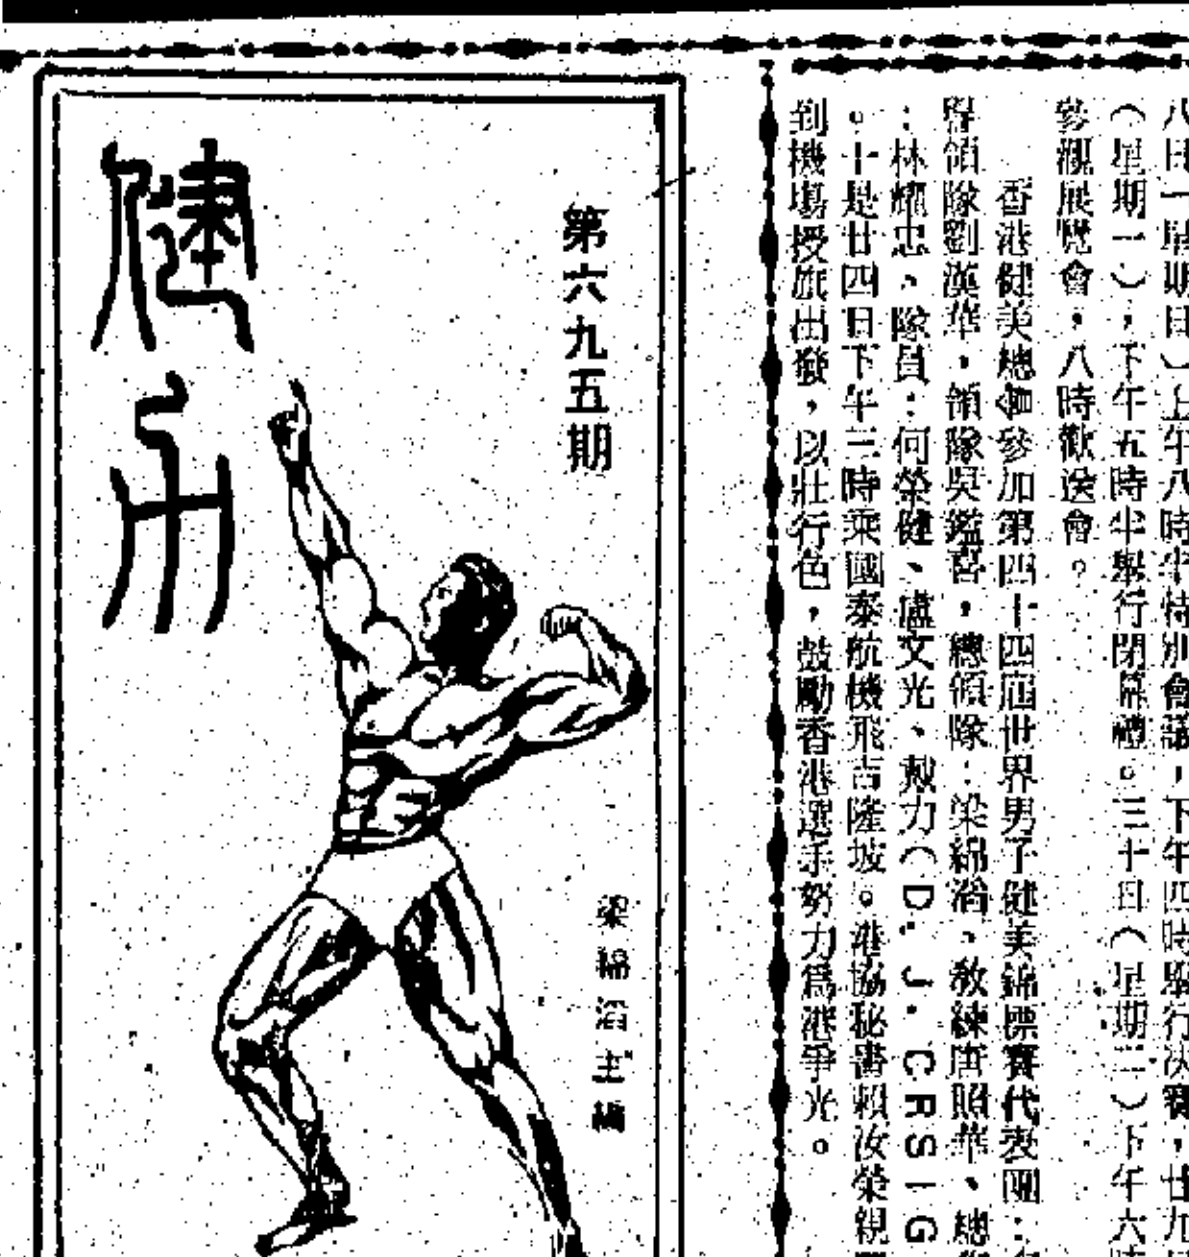 八日一星期日）上午八時半特別會議，下午四時舉行決賽，廿九
（星期一），下午五時半舉行閉幕禮。三十日（星期二）下午六時
參觀展覽會，八時歡送會。
香港健美總會參加第四十四屆世界男子健美錦標賽代表團：
譽領隊劉漢華，領隊吳鑑喜，總領隊：梁綿滔、教練唐照華、總
：林耀忠、隊員：何榮健、盧文光、戴力（D．J．CRSIG
。十是廿四日下午三時乘國泰航機飛吉隆坡。港協秘書賴汝榮親
到機場授旗出發，以壯行色，鼓勵香港選手努力為港爭光。
第六九五期
梁綿滔主編
健身